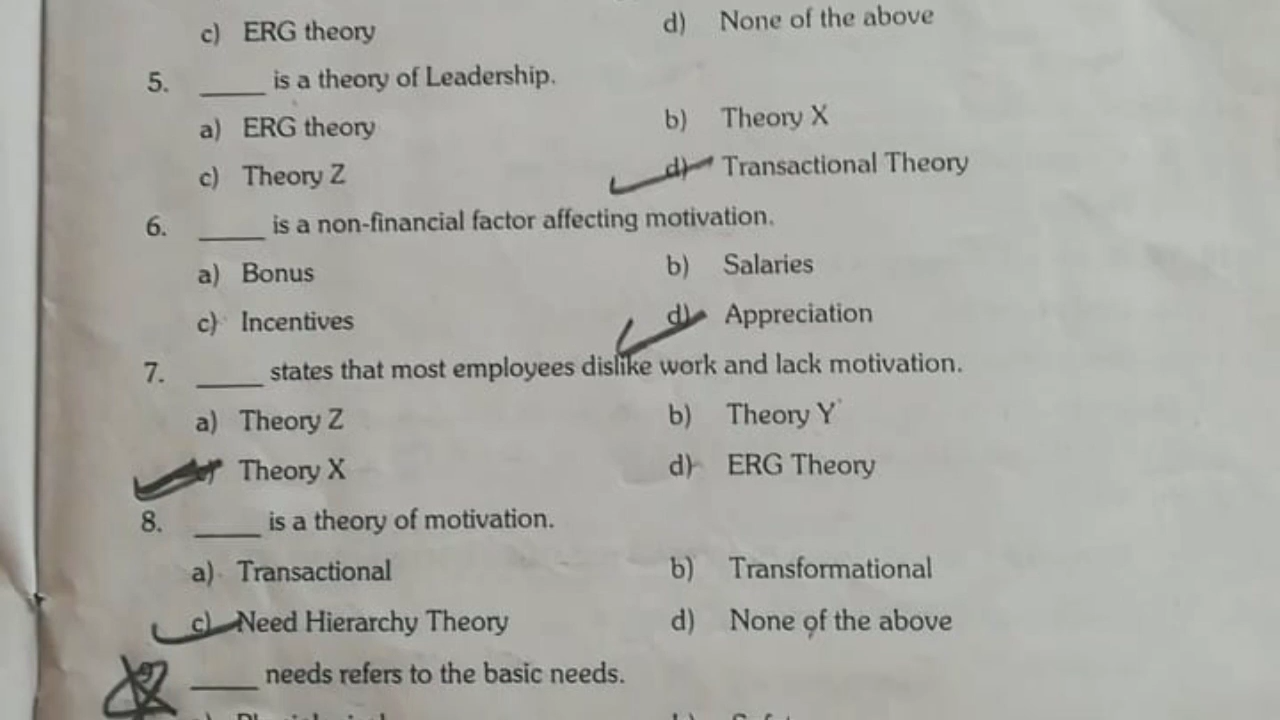 c) ERG theory d) None of the above
5. _____ is a theory of Leadership.
a) ERG theory b) Theory X
c) Theory Z d) Transactional Theory
6. _____ is a non-financial factor affecting motivation.
a) Bonus b) Salaries
c) Incentives d) Appreciation
7. _____ states that most employees dislike work and lack motivation.
a) Theory Z b) Theory Y
Theory X d) ERG Theory
8. _____ is a theory of motivation.
a) Transactional b) Transformational
c) Need Hierarchy Theory d) None of the above
_____ needs refers to the basic needs.